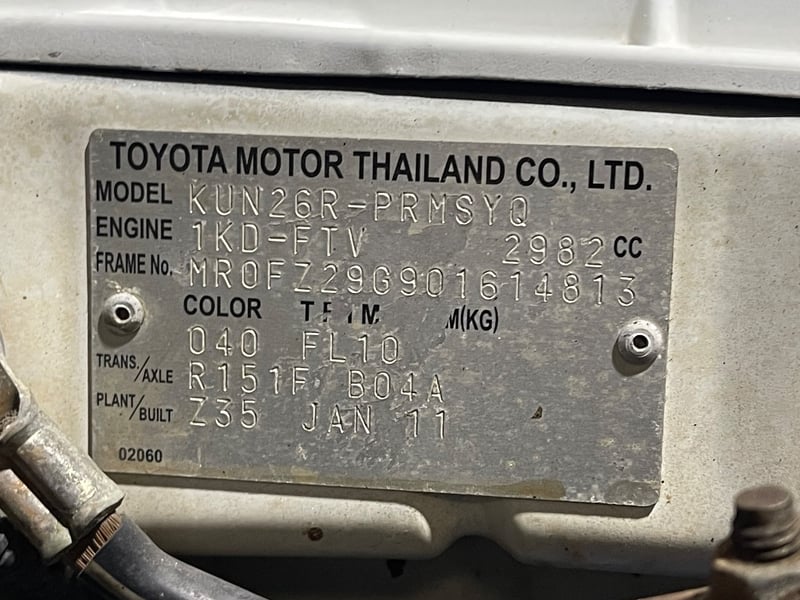 TOYOTA MOTOR THAILAND CO., LTD.
MODEL KUN26R-PRMSYQ
ENGINE 1KD-FTV 2982 CC
FRAME No. MR0FZ29G901614813
COLOR M(KG)
040 FL10
TRANS./AXLE R151F B04A
PLANT/BUILT Z35 JAN 11
02060